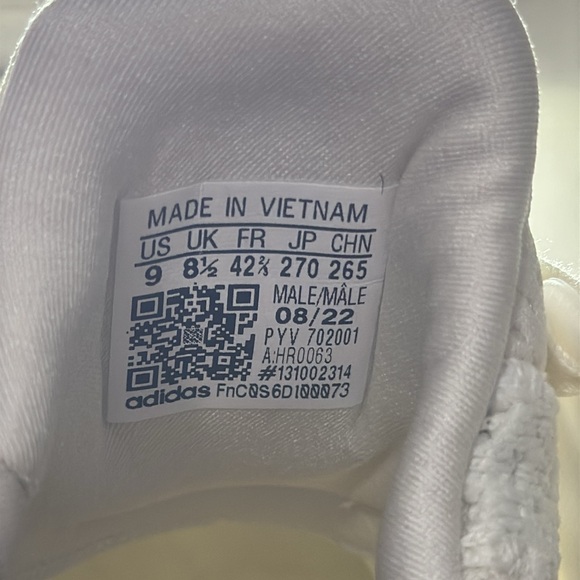 MADE IN VIETNAM
US UK FR JP CHN
9 8½ 42⅔ 270 265
MALE/MÂLE
08/22
PYV 702001
A:HR0063
#131002314
adidas FnC0S6D100073